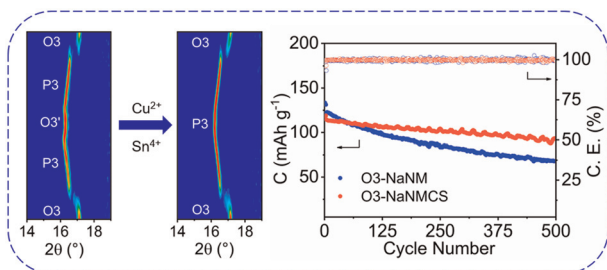 O3
P3
O3'
P3
O3
14 16 18
2θ (°)
Cu²⁺
Sn⁴⁺
O3
P3
O3
14 16 18
2θ (°)
C (mAh g⁻¹)
200
150
100
50
0
O3-NaNM
O3-NaNMCS
0 125 250 375 500
Cycle Number
100
75
50
25
C. E. (%)